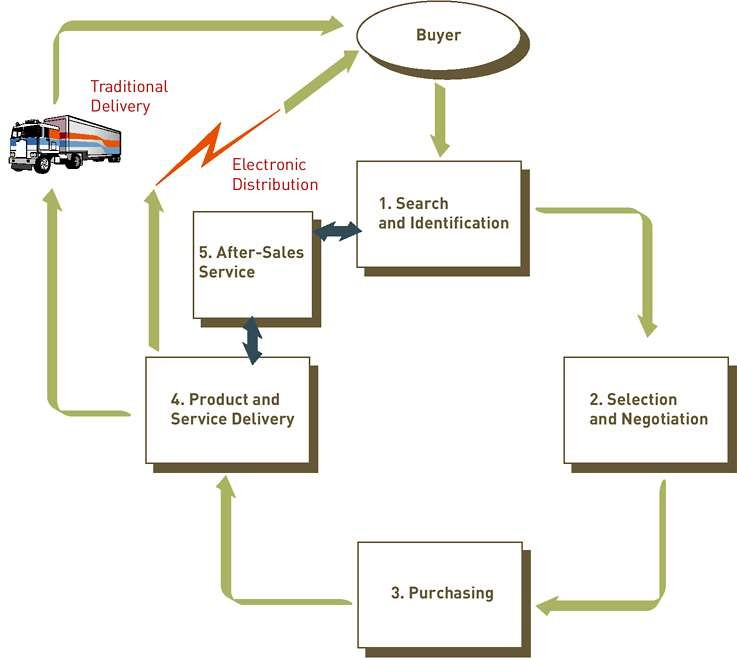 Buyer
Traditional
Delivery
Electronic
Distribution
1. Search
and Identification
5. After-Sales
Service
2. Selection
and Negotiation
4. Product and
Service Delivery
3. Purchasing